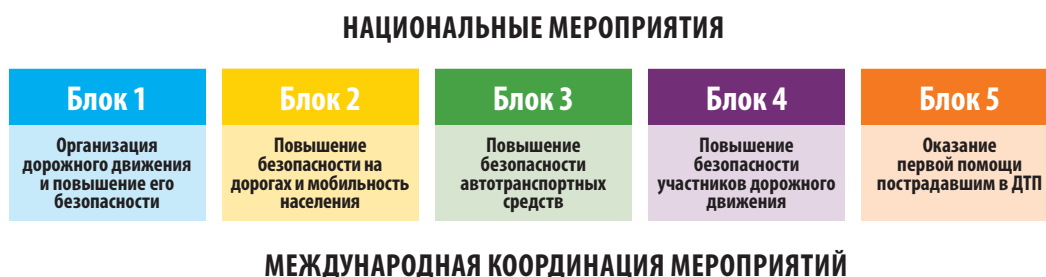 НАЦИОНАЛЬНЫЕ МЕРОПРИЯТИЯ
Блок 1
Организация
дорожного движения
и повышение его
безопасности
Блок 2
Повышение
безопасности на
дорогах и мобильность
населения
Блок 3
Повышение
безопасности
автотранспортных
средств
Блок 4
Повышение
безопасности
участников дорожного
движения
Блок 5
Оказание
первой помощи
пострадавшим в ДТП
МЕЖДУНАРОДНАЯ КООРДИНАЦИЯ МЕРОПРИЯТИЙ